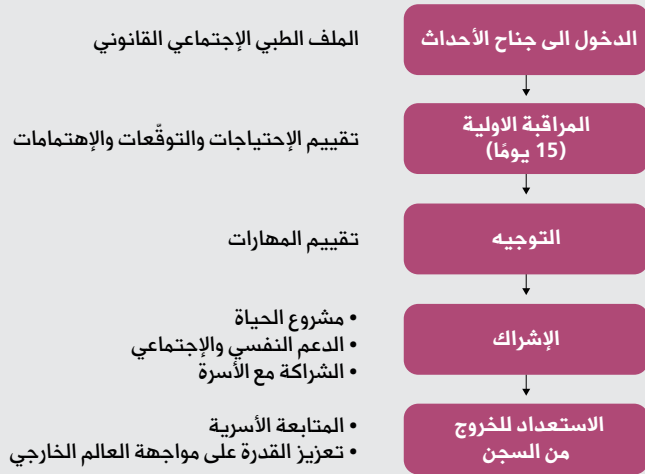 الدخول الى جناح الأحداث
الملف الطبي الإجتماعي القانوني
المراقبة الاولية
(15 يومًا)
تقييم الإحتياجات والتوقّعات والإهتمامات
التوجيه
تقييم المهارات
الإشراك
• مشروع الحياة
• الدعم النفسي والإجتماعي
• الشراكة مع الأسرة
الاستعداد للخروج
من السجن
• المتابعة الأسرية
• تعزيز القدرة على مواجهة العالم الخارجي